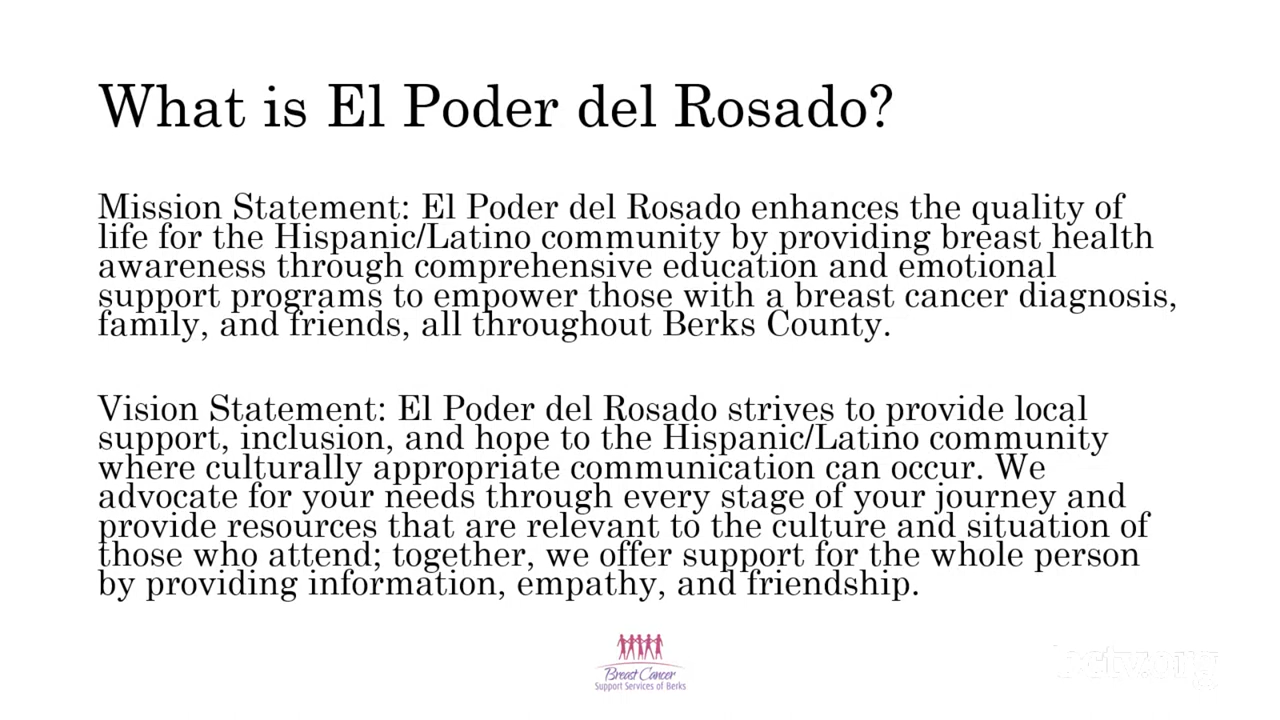 What is El Poder del Rosado?
Mission Statement: El Poder del Rosado enhances the quality of
life for the Hispanic/Latino community by providing breast health
awareness through comprehensive education and emotional
support programs to empower those with a breast cancer diagnosis,
family, and friends, all throughout Berks County.
Vision Statement: El Poder del Rosado strives to provide local
support, inclusion, and hope to the Hispanic/Latino community
where culturally appropriate communication can occur. We
advocate for your needs through every stage of your journey and
provide resources that are relevant to the culture and situation of
those who attend; together, we offer support for the whole person
by providing information, empathy, and friendship.
Breast Cancer
Support Services of Berks
bctv.org